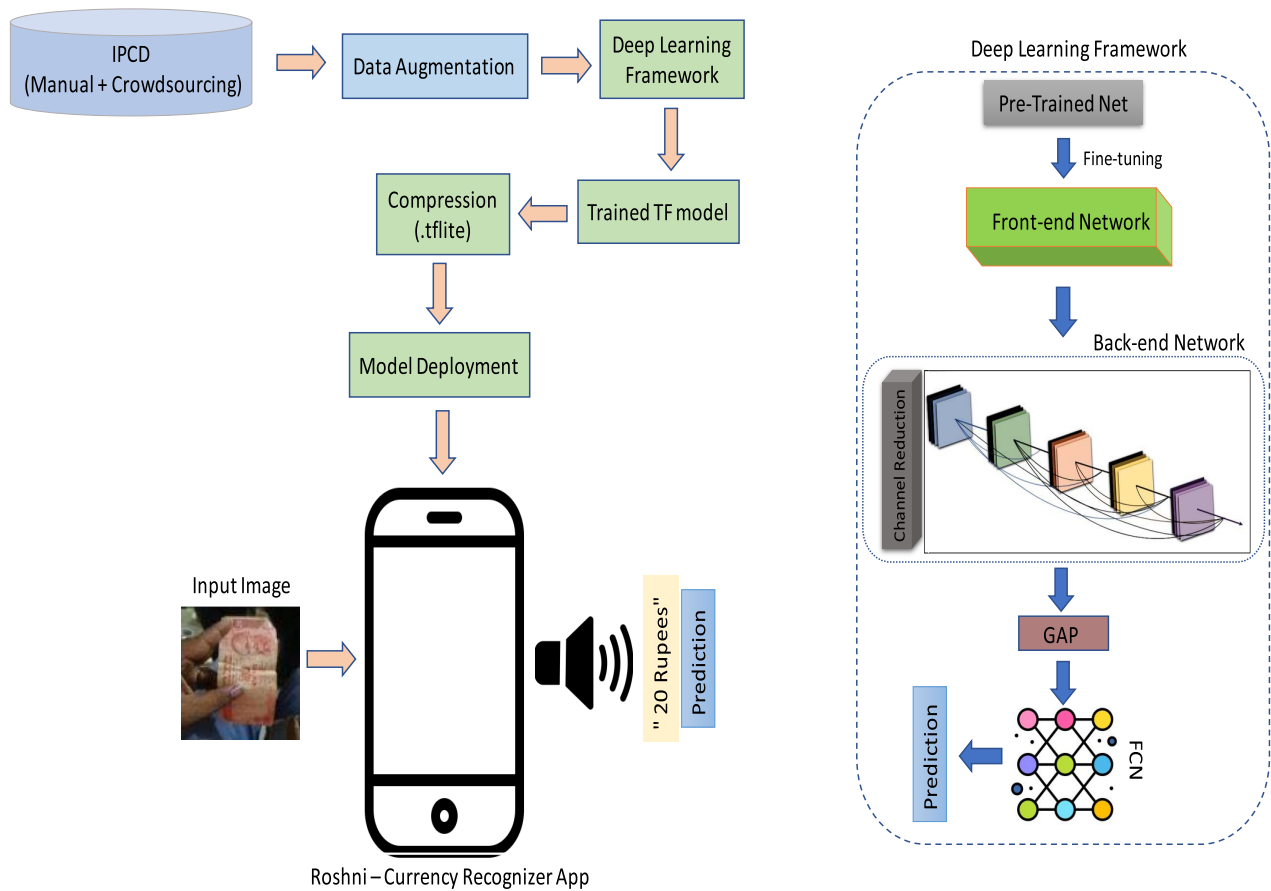 IPCD
(Manual + Crowdsourcing)
Data Augmentation
Deep Learning
Framework
Trained TF model
Compression
(.tflite)
Model Deployment
Input Image
" 20 Rupees"
Prediction
Roshni – Currency Recognizer App
Deep Learning Framework
Pre-Trained Net
Fine-tuning
Front-end Network
Back-end Network
Channel Reduction
GAP
FCN
Prediction